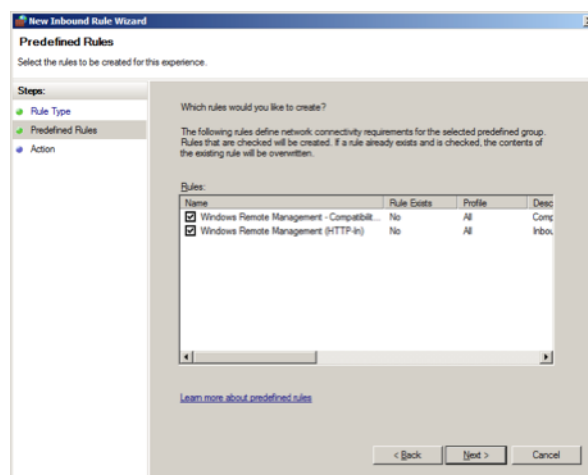 New Inbound Rule Wizard
Predefined Rules
Select the rules to be created for this experience.
Steps:
Rule Type
Predefined Rules
Action
Which rules would you like to create?
The following rules define network connectivity requirements for the selected predefined group.
Rules that are checked will be created. If a rule already exists and is checked, the contents of
the existing rule will be overwritten.
Rules:
Name Rule Exists Profile Desc
Windows Remote Management - Compatibilit... No All Comp
Windows Remote Management (HTTP-In) No All Inbou
Learn more about predefined rules
< Back Next > Cancel